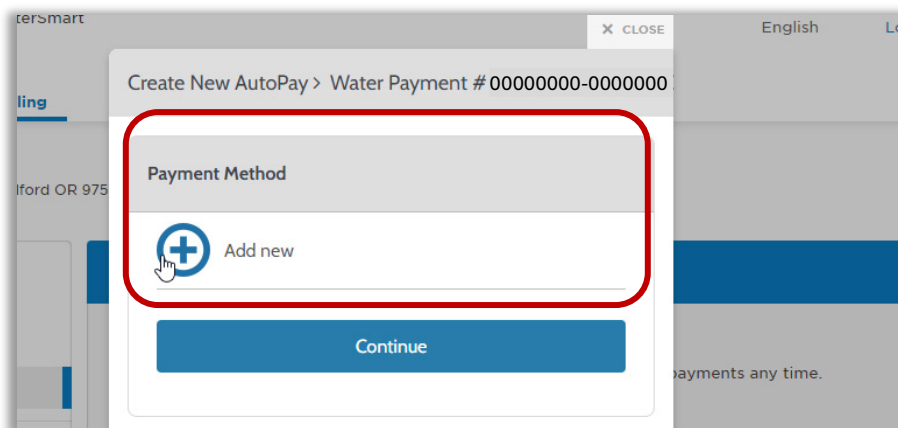 terSmart
X CLOSE
English
Lo
Create New AutoPay > Water Payment # 00000000-0000000
lling
Payment Method
lford OR 975
Add new
Continue
payments any time.